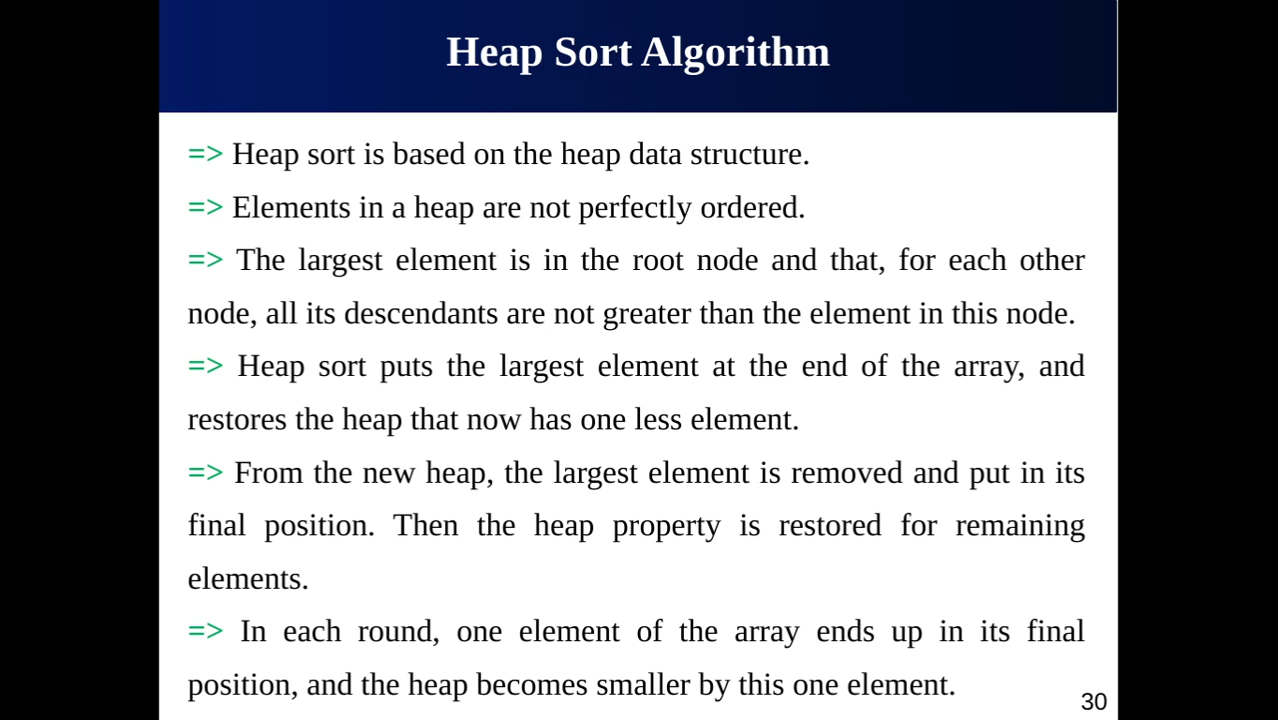 Heap Sort Algorithm
=> Heap sort is based on the heap data structure.
=> Elements in a heap are not perfectly ordered.
=> The largest element is in the root node and that, for each other
node, all its descendants are not greater than the element in this node.
=> Heap sort puts the largest element at the end of the array, and
restores the heap that now has one less element.
=> From the new heap, the largest element is removed and put in its
final position. Then the heap property is restored for remaining
elements.
=> In each round, one element of the array ends up in its final
position, and the heap becomes smaller by this one element.
30